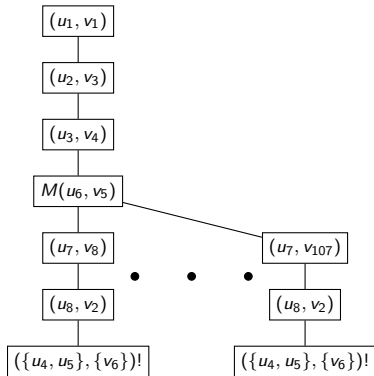 (u₁, v₁)
(u₂, v₃)
(u₃, v₄)
M(u₆, v₅)
(u₇, v₈) (u₇, v₁₀₇)
• • •
(u₈, v₂) (u₈, v₂)
({u₄, u₅}, {v₆})! ({u₄, u₅}, {v₆})!